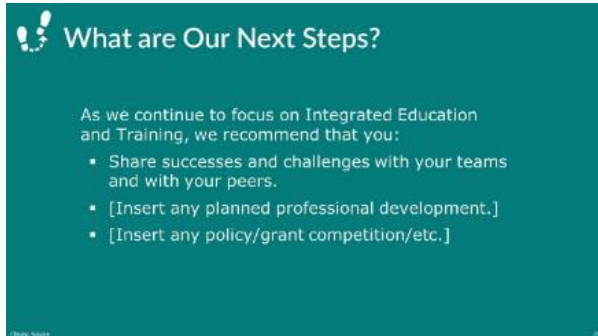 What are Our Next Steps?
As we continue to focus on Integrated Education
and Training, we recommend that you:
▪ Share successes and challenges with your teams
and with your peers.
▪ [Insert any planned professional development.]
▪ [Insert any policy/grant competition/etc.]